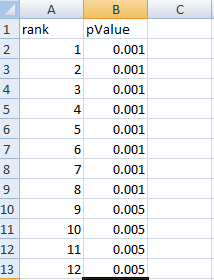 A B C
1 rank pValue
2 1 0.001
3 2 0.001
4 3 0.001
5 4 0.001
6 5 0.001
7 6 0.001
8 7 0.001
9 8 0.001
10 9 0.005
11 10 0.005
12 11 0.005
13 12 0.005